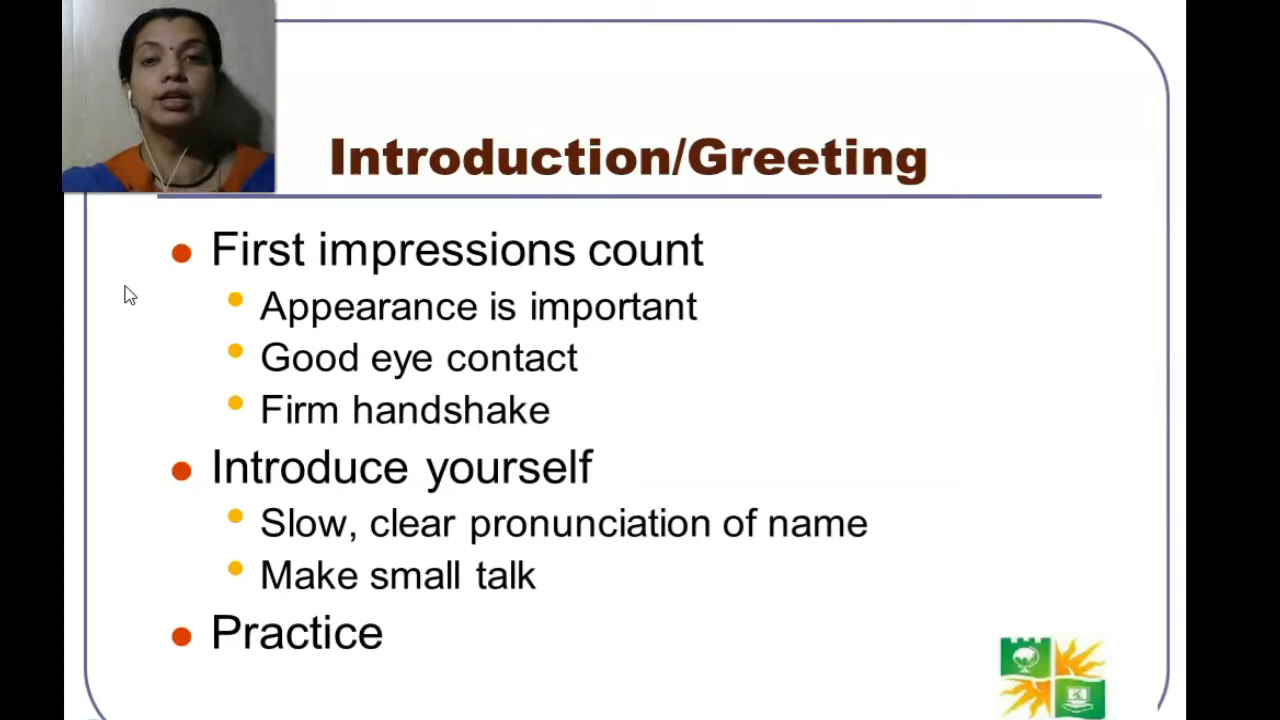 Introduction/Greeting
First impressions count
Appearance is important
Good eye contact
Firm handshake
Introduce yourself
Slow, clear pronunciation of name
Make small talk
Practice